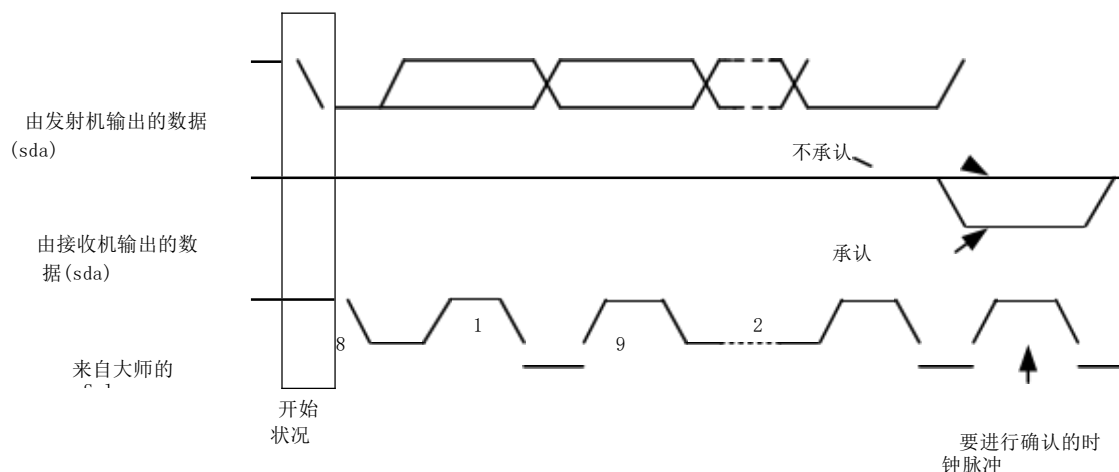 由发射机输出的数据
(sda)
不承认
由接收机输出的数
据(sda)
承认
1
2
8
9
来自大师的
开始
状况
要进行确认的时
钟脉冲